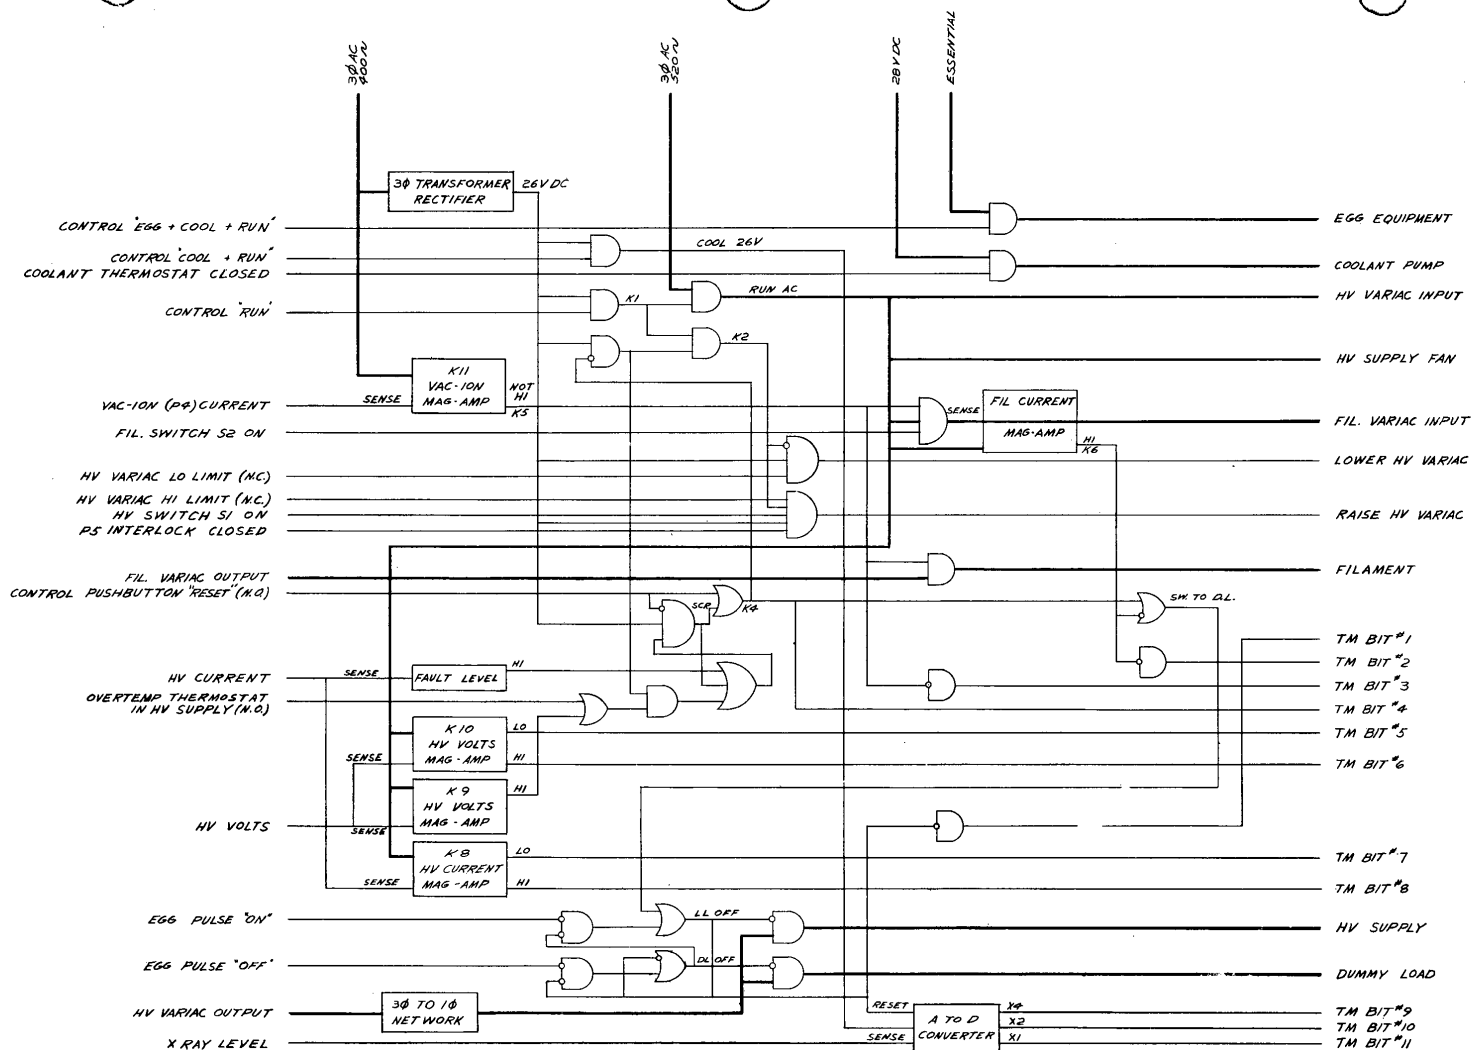 3Ø AC
400~
3Ø AC
520~
28V DC
ESSENTIAL
3Ø TRANSFORMER
RECTIFIER
26V DC
CONTROL "EGG + COOL + RUN"
EGG EQUIPMENT
COOL 26V
CONTROL "COOL + RUN"
COOLANT THERMOSTAT CLOSED
COOLANT PUMP
CONTROL "RUN"
K1
RUN AC
HV VARIAC INPUT
K2
HV SUPPLY FAN
K11
VAC-ION
MAG-AMP
NOT
HI
K5
SENSE
VAC-ION (P4) CURRENT
SENSE
FIL CURRENT
MAG-AMP
HI
K6
FIL. VARIAC INPUT
FIL. SWITCH S2 ON
LOWER HV VARIAC
HV VARIAC LO LIMIT (N.C.)
HV VARIAC HI LIMIT (N.C.)
HV SWITCH S1 ON
P5 INTERLOCK CLOSED
RAISE HV VARIAC
FIL. VARIAC OUTPUT
FILAMENT
CONTROL PUSHBUTTON "RESET" (N.O.)
SCR
K4
SW. TO D.L.
TM BIT #1
TM BIT #2
TM BIT #3
TM BIT #4
TM BIT #5
TM BIT #6
HV CURRENT
SENSE
FAULT LEVEL
HI
OVERTEMP THERMOSTAT
IN HV SUPPLY (N.O.)
K10
HV VOLTS
MAG-AMP
LO
HI
SENSE
K9
HV VOLTS
MAG-AMP
HI
HV VOLTS
SENSE
K8
HV CURRENT
MAG-AMP
LO
HI
SENSE
TM BIT #7
TM BIT #8
EGG PULSE "ON"
LL OFF
HV SUPPLY
EGG PULSE "OFF"
DL OFF
DUMMY LOAD
HV VARIAC OUTPUT
3Ø TO 1Ø
NETWORK
RESET
A TO D
CONVERTER
X4
X2
X1
TM BIT #9
TM BIT #10
TM BIT #11
X RAY LEVEL
SENSE